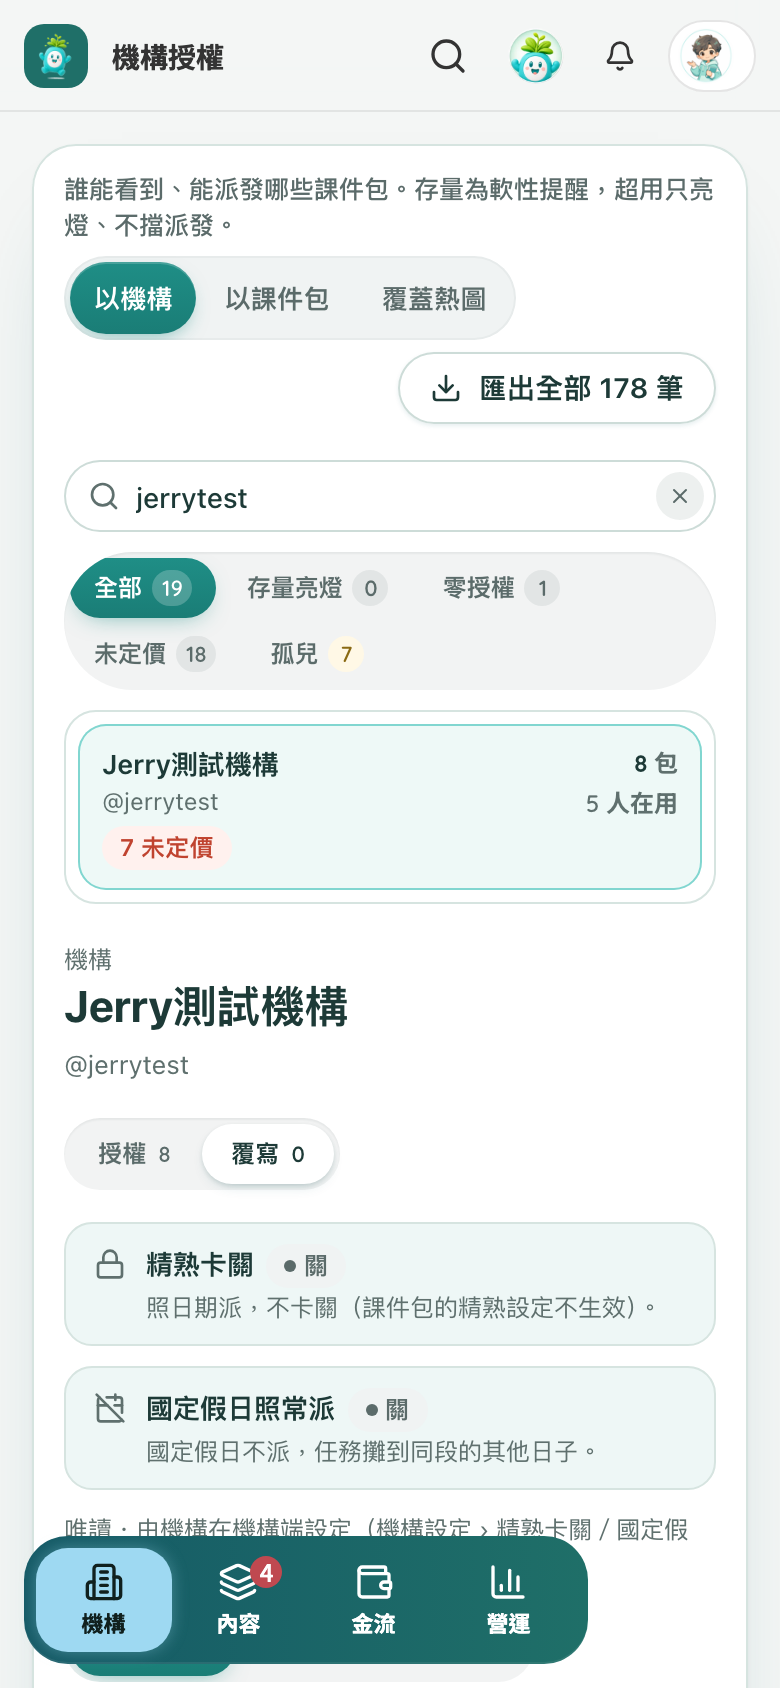 機構授權
誰能看到、能派發哪些課件包。存量為軟性提醒，超用只亮
燈、不擋派發。
以機構 以課件包 覆蓋熱圖
匯出全部 178 筆
jerrytest
全部 19 存量亮燈 0 零授權 1
未定價 18 孤兒 7
Jerry測試機構 8 包
@jerrytest 5 人在用
7 未定價
機構
Jerry測試機構
@jerrytest
授權 8 覆寫 0
精熟卡關 關
照日期派，不卡關（課件包的精熟設定不生效）。
國定假日照常派 關
國定假日不派，任務攤到同段的其他日子。
唯讀 · 由機構在機構端設定（機構設定 › 精熟卡關 / 國定假
機構 內容 4 金流 營運